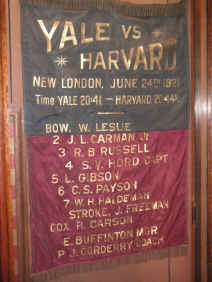 YALE VS
HARVARD
NEW LONDON, JUNE 24TH 1921
Time YALE 20:41 - HARVARD 20:44
BOW. W. LESLIE
2 J. L. CARMAN Jr.
3 R. B RUSSELL
4 S. Y. HORD CAPT
5 L. GIBSON
6 C. S. PAYSON
7 W. H. HALDEMAN
STROKE. J. FREEMAN
COX. R. CARSON
E. BUFFINTON MGR
P J. CORDERRY COACH